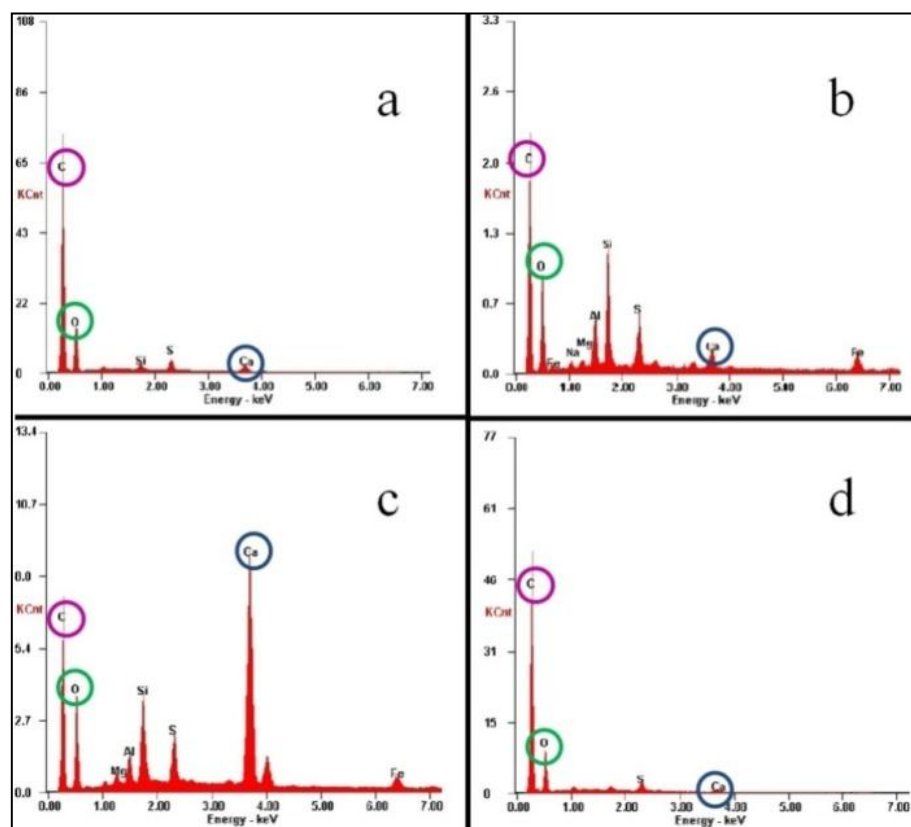 108
a
86
C
65
KCnt
43
22
O
Si
S
Ca
0
0.00 1.00 2.00 3.00 4.00 5.00 6.00 7.00
Energy - keV
3.3
b
2.6
C
2.0
KCnt
1.3
Si
O
0.7
Al
S
Mg
Na
Fe
Ca
Fe
0.0
0.00 1.00 2.00 3.00 4.00 5.00 6.00 7.00
Energy - keV
13.4
c
10.7
Ca
8.0
KCnt
C
5.4
O
Si
2.7
S
Al
Mg
Fe
0.0
0.00 1.00 2.00 3.00 4.00 5.00 6.00 7.00
Energy - keV
77
d
61
C
46
KCnt
31
15
O
S
Ca
0
0.00 1.00 2.00 3.00 4.00 5.00 6.00 7.00
Energy - keV